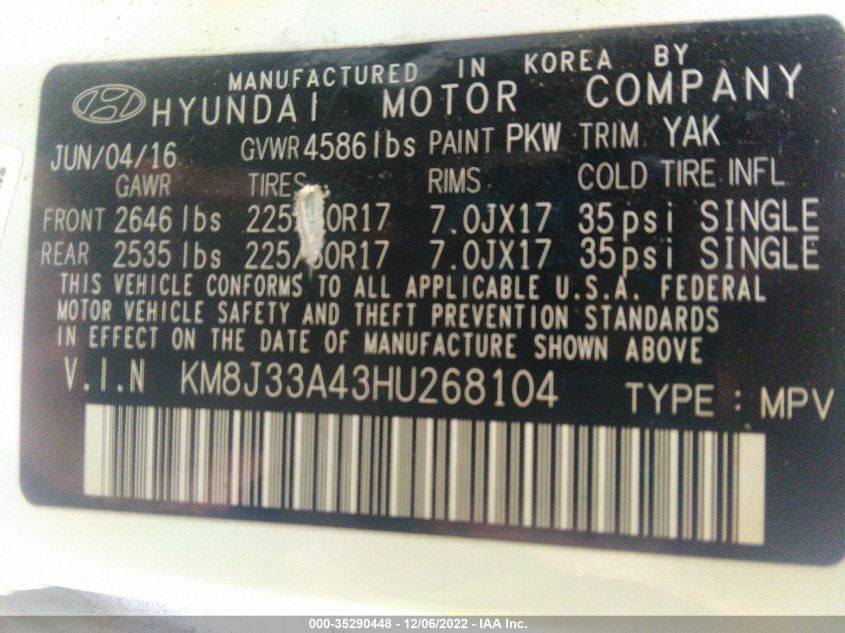 MANUFACTURED IN KOREA BY
HYUNDAI MOTOR COMPANY
JUN/04/16 GVWR 4586 lbs PAINT PKW TRIM YAK
GAWR TIRES RIMS COLD TIRE INFL
FRONT 2646 lbs 7.0JX17 35psi SINGLE
REAR 2535 lbs 7.0JX17 35psi SINGLE
THIS VEHICLE CONFORMS TO ALL APPLICABLE U.S.A. FEDERAL
MOTOR VEHICLE SAFETY AND THEFT PREVENTION STANDARDS
IN EFFECT ON THE DATE OF MANUFACTURE SHOWN ABOVE
V.I.N KM8J33A43HU268104 TYPE : MPV
000-35290448 - 12/06/2022 - IAA Inc.